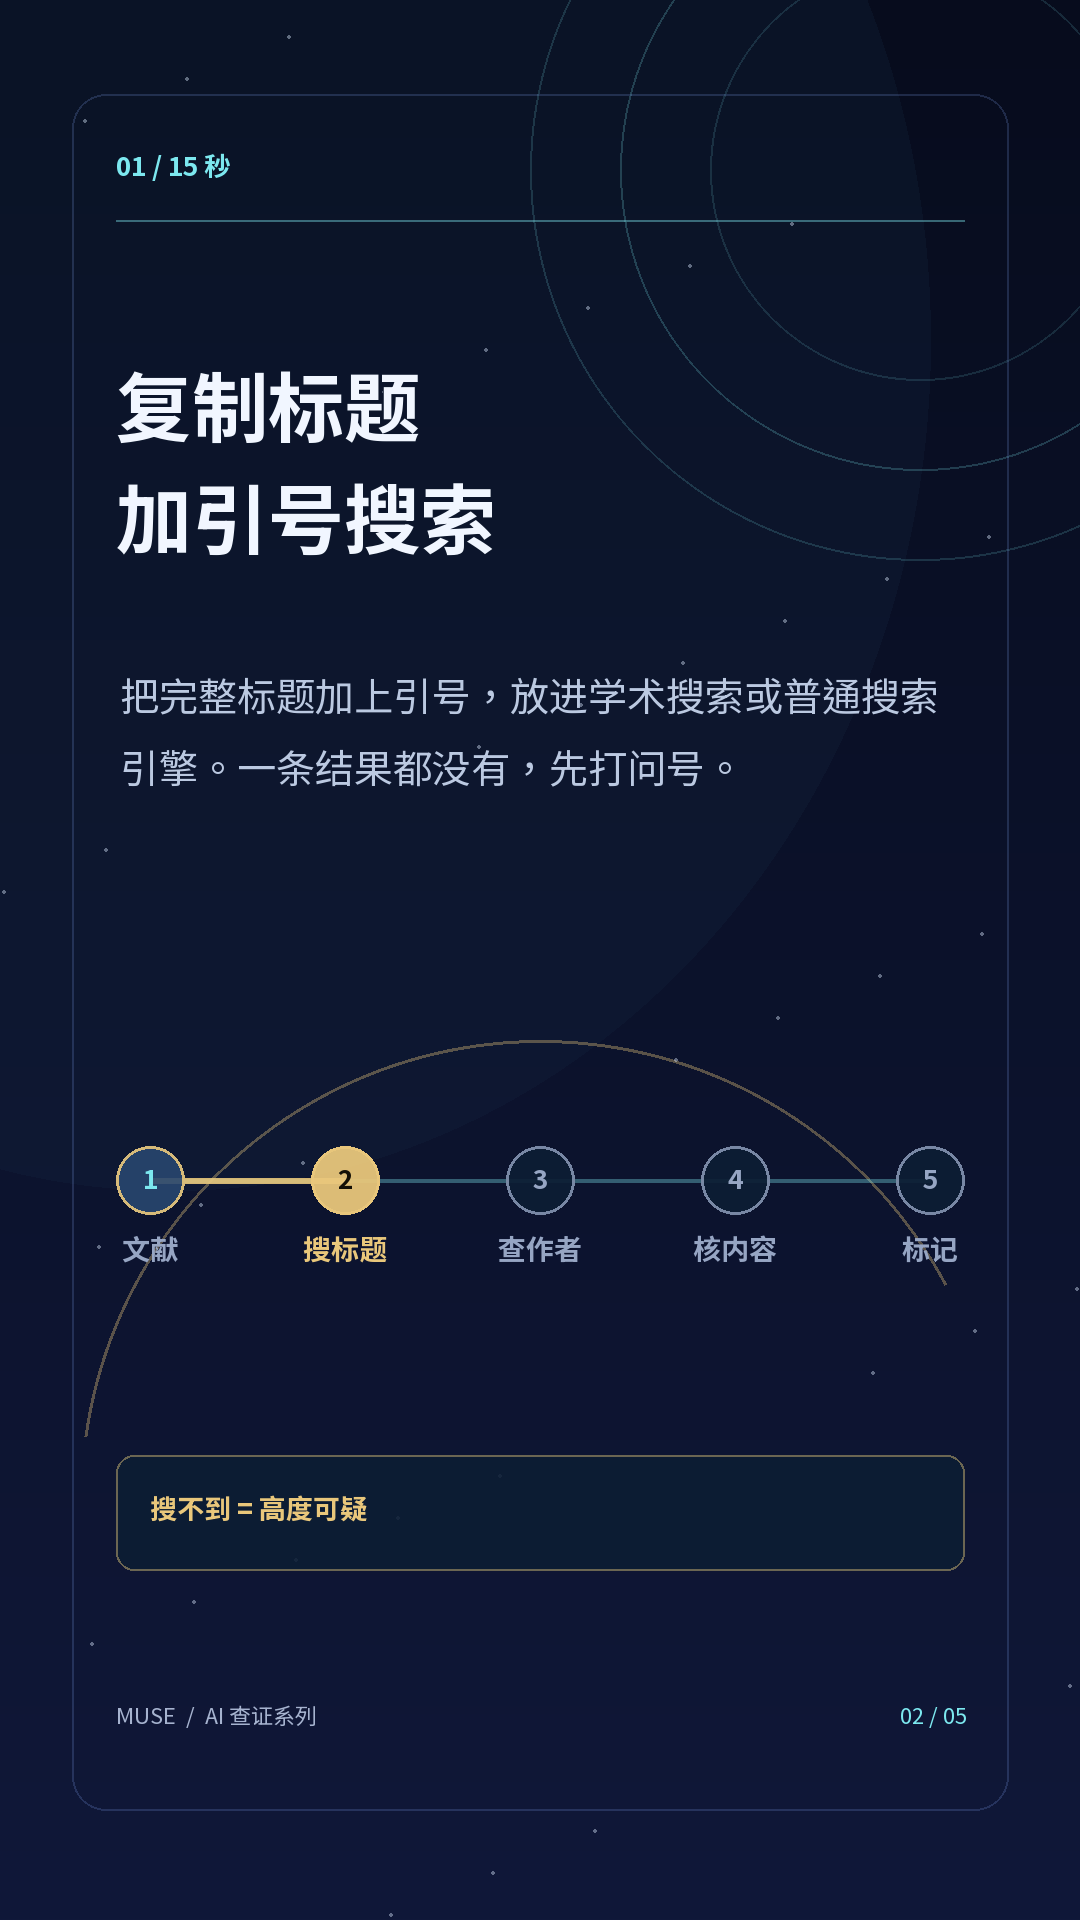 01 / 15 秒
复制标题
加引号搜索
把完整标题加上引号，放进学术搜索或普通搜索
引擎。一条结果都没有，先打问号。
1 2 3 4 5
文献 搜标题 查作者 核内容 标记
搜不到 = 高度可疑
MUSE / AI 查证系列 02 / 05